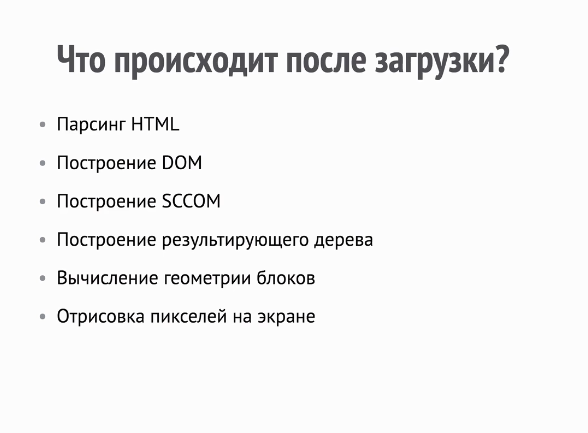 Что происходит после загрузки?
• Парсинг HTML
• Построение DOM
• Построение SCCOM
• Построение результирующего дерева
• Вычисление геометрии блоков
• Отрисовка пикселей на экране